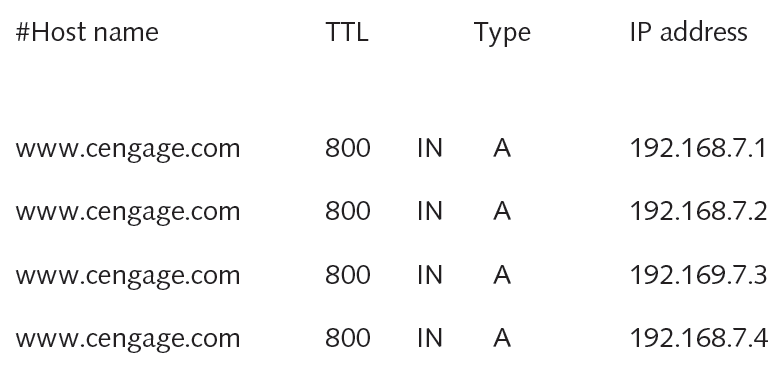 #Host name TTL Type IP address
www.cengage.com 800 IN A 192.168.7.1
www.cengage.com 800 IN A 192.168.7.2
www.cengage.com 800 IN A 192.169.7.3
www.cengage.com 800 IN A 192.168.7.4